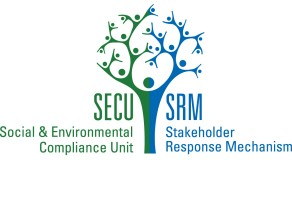 SECU SRM
Social & Environmental Stakeholder
Compliance Unit Response Mechanism